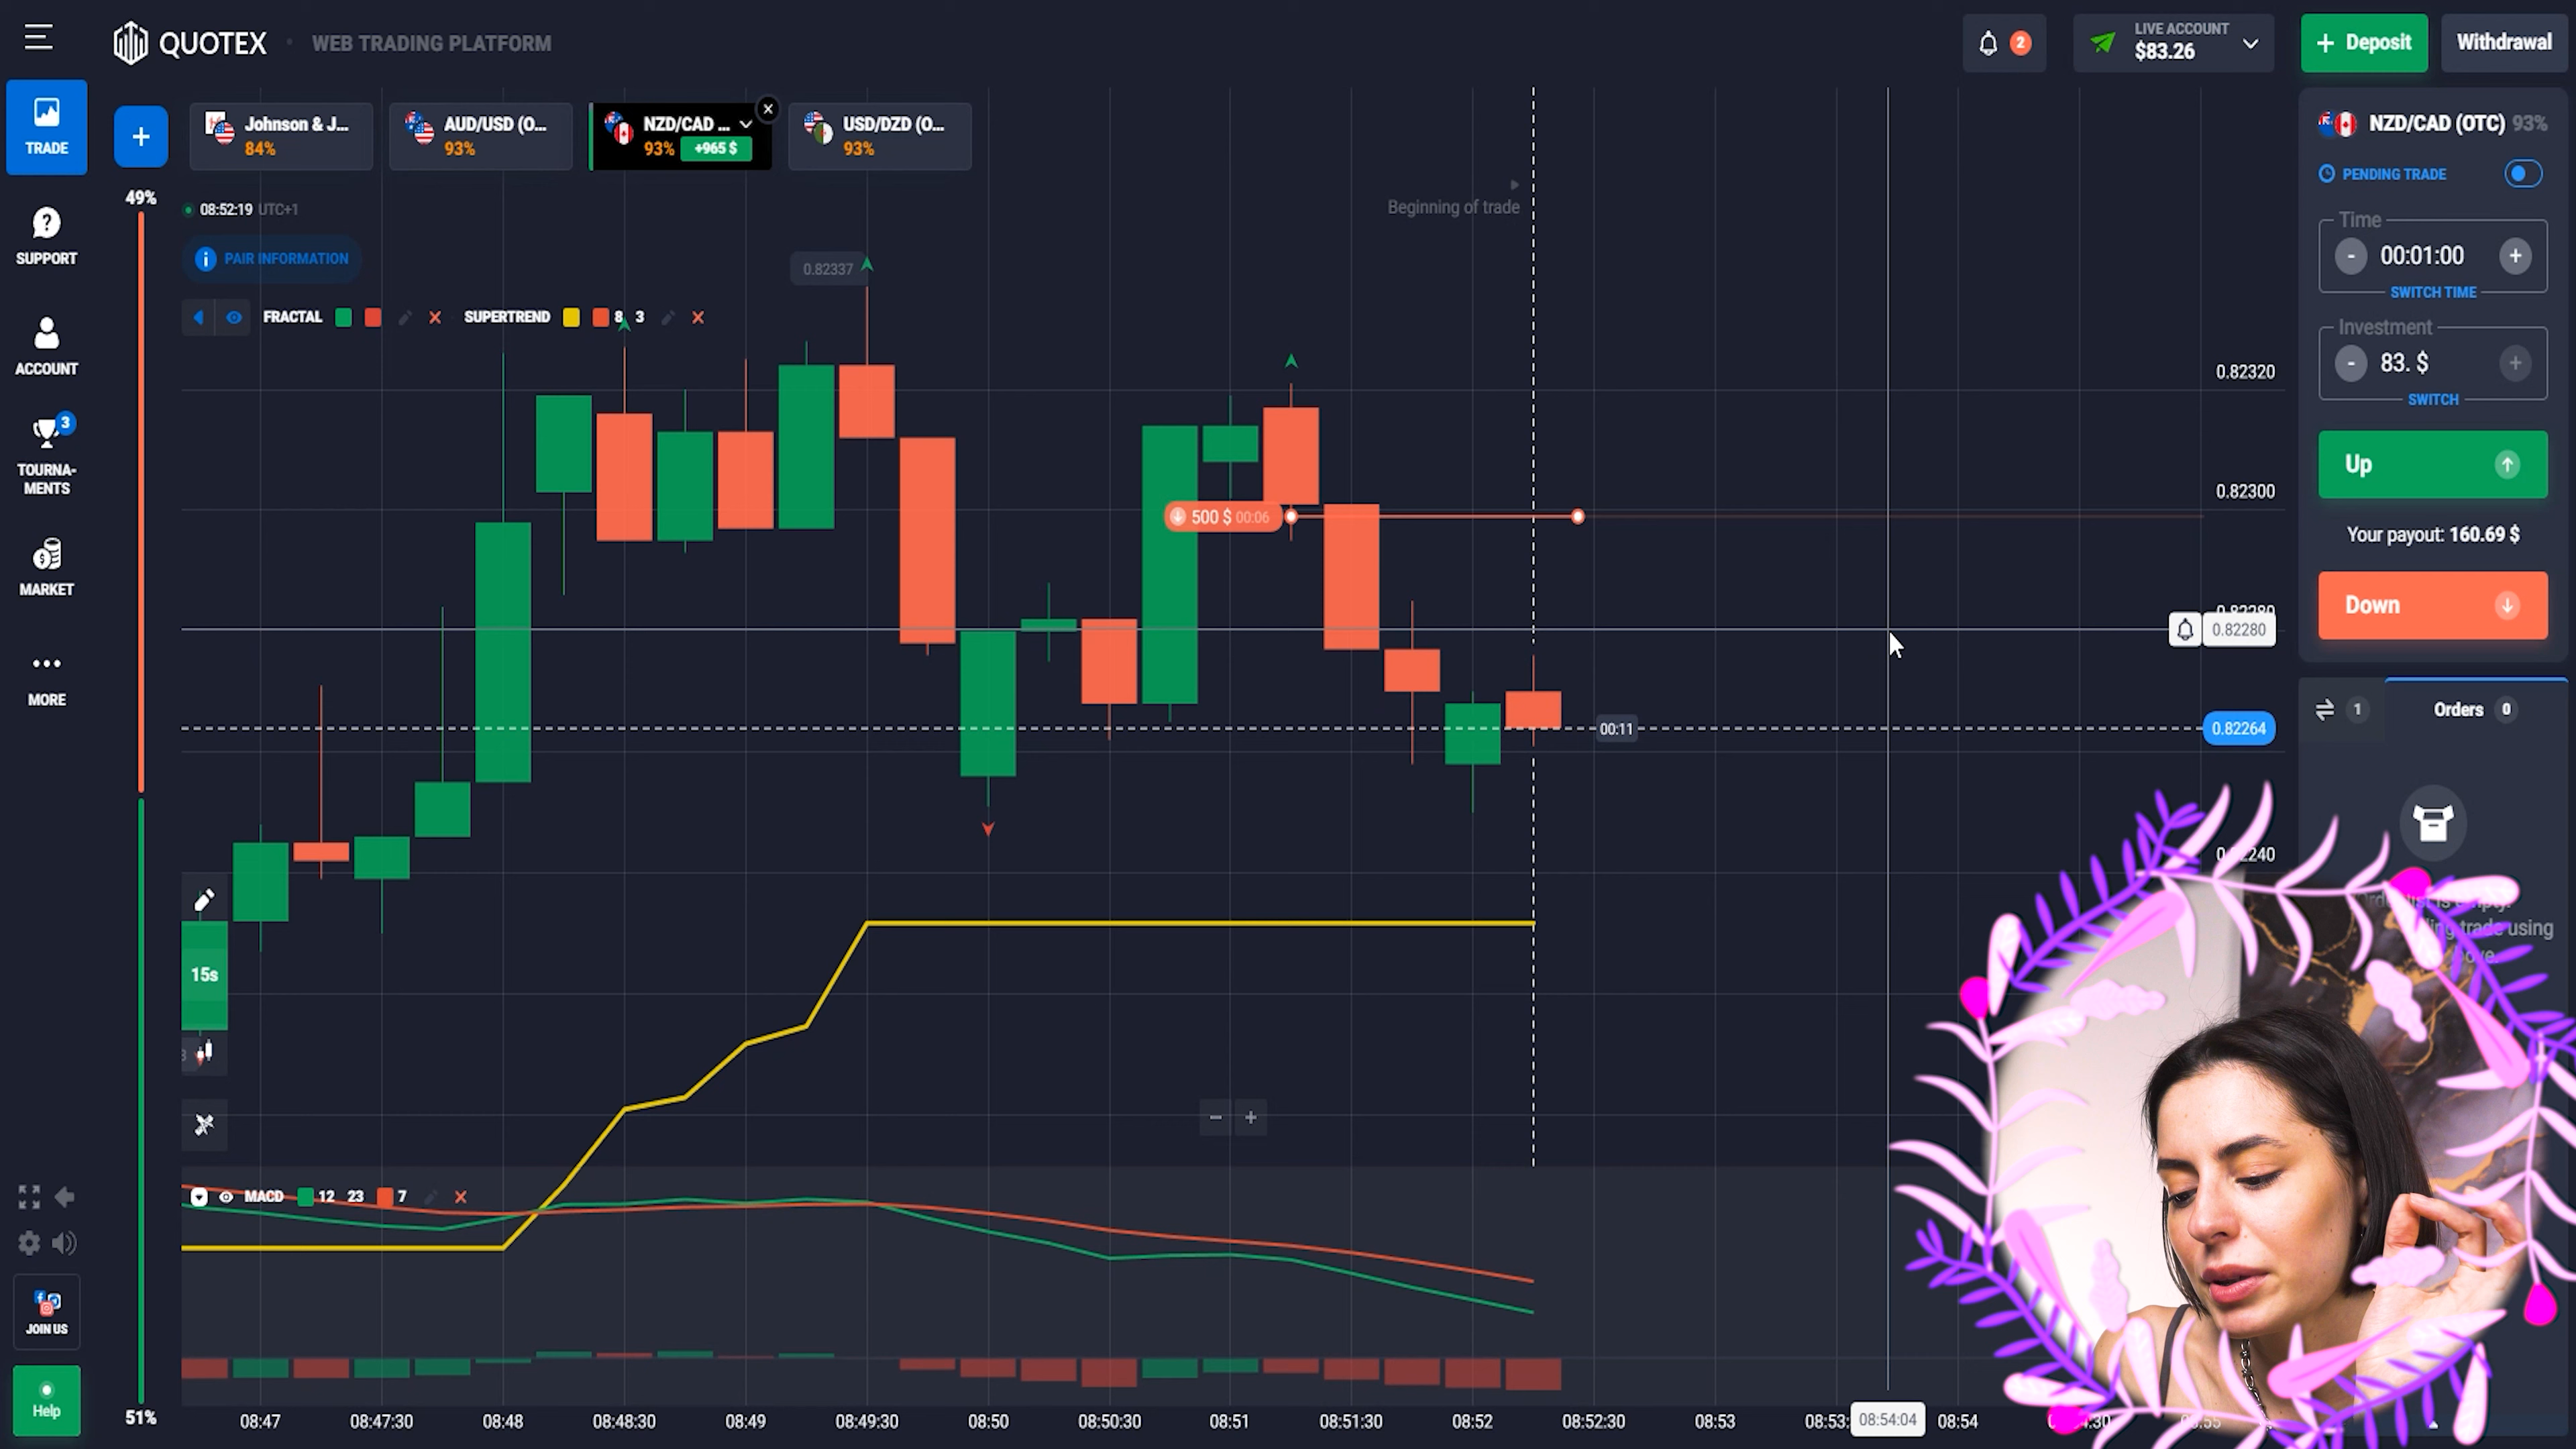 QUOTEX
WEB TRADING PLATFORM
2
LIVE ACCOUNT
$83.26
+ Deposit
Withdrawal
TRADE
SUPPORT
ACCOUNT
3
TOURNA-
MENTS
MARKET
MORE
JOIN US
Help
+
Johnson & J...
84%
AUD/USD (O...
93%
NZD/CAD ...
93% +965 $
USD/DZD (O...
93%
49%
51%
08:52:19 UTC+1
PAIR INFORMATION
FRACTAL
SUPERTREND 8 3
0.82337
Beginning of trade
500 $ 00:06
00:11
0.82320
0.82300
0.82280
0.82280
0.82264
15s
MACD 12 23 7
08:47
08:47:30
08:48
08:48:30
08:49
08:49:30
08:50
08:50:30
08:51
08:51:30
08:52
08:52:30
08:53
08:54:04
08:54
NZD/CAD (OTC) 93%
PENDING TRADE
Time
- 00:01:00 +
SWITCH TIME
Investment
- 83. $ +
SWITCH
Up
Your payout: 160.69 $
Down
1
Orders 0
trade using